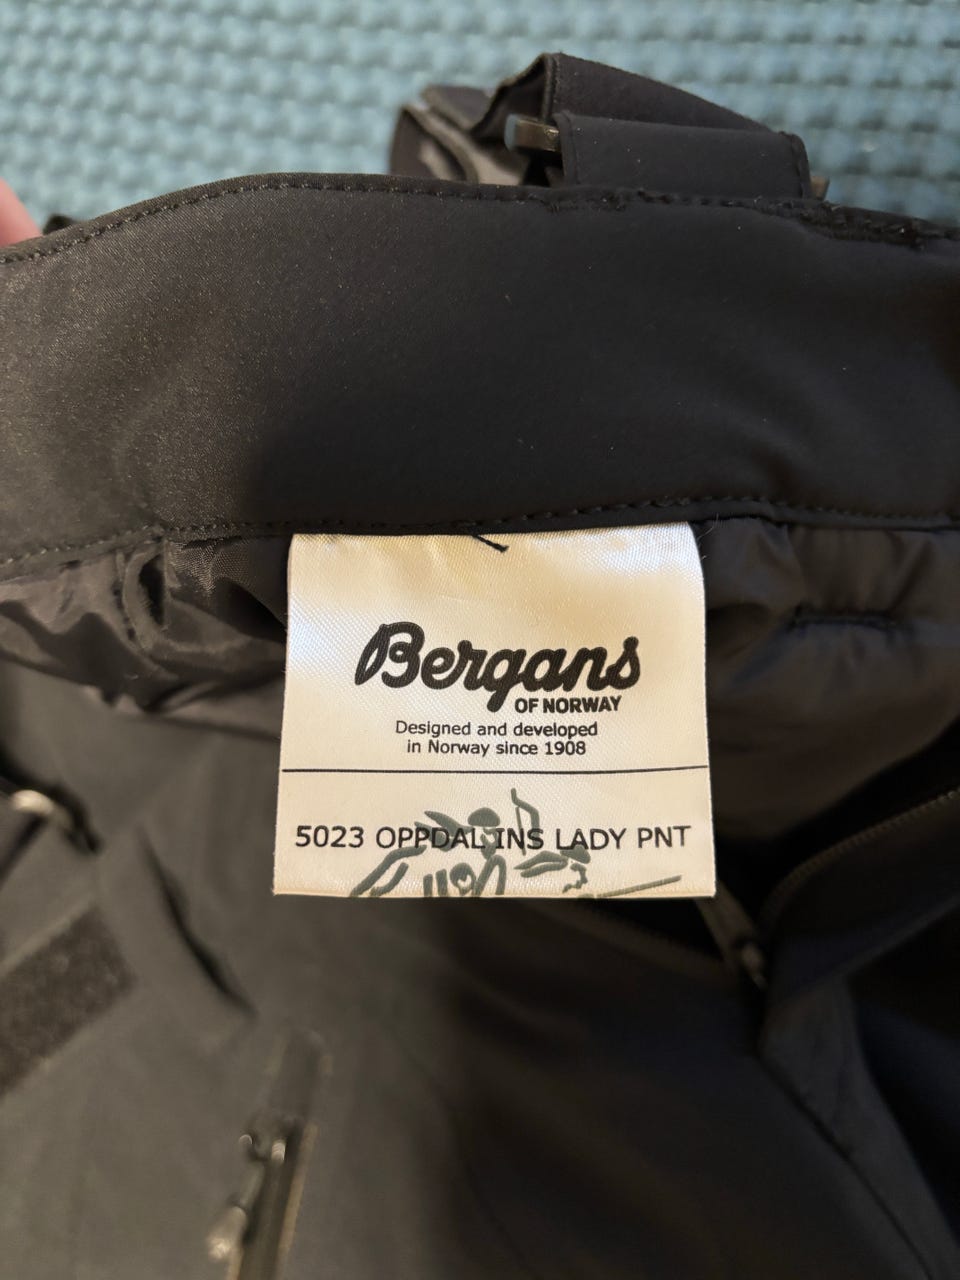 Bergans
OF NORWAY
Designed and developed
in Norway since 1908
5023 OPPDAL INS LADY PNT